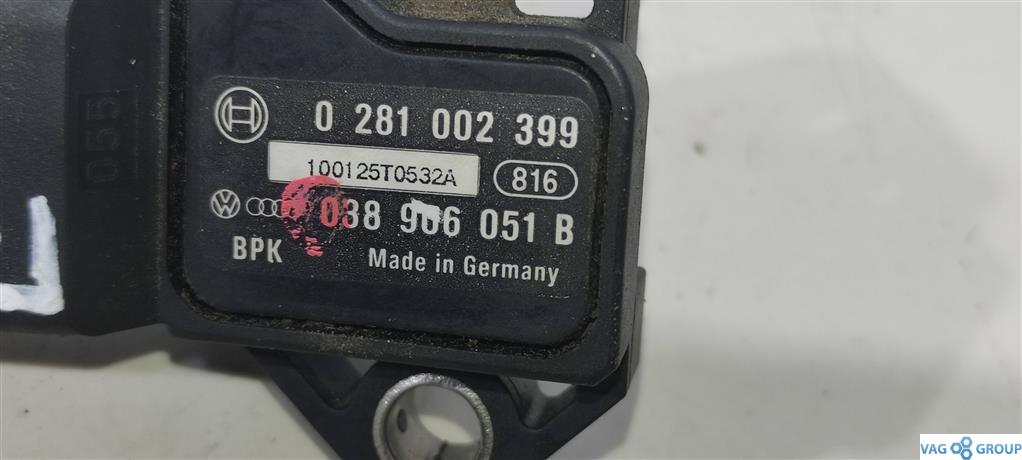 055
0 281 002 399
100125T0532A
816
038 906 051 B
BPK
Made in Germany
VAG GROUP